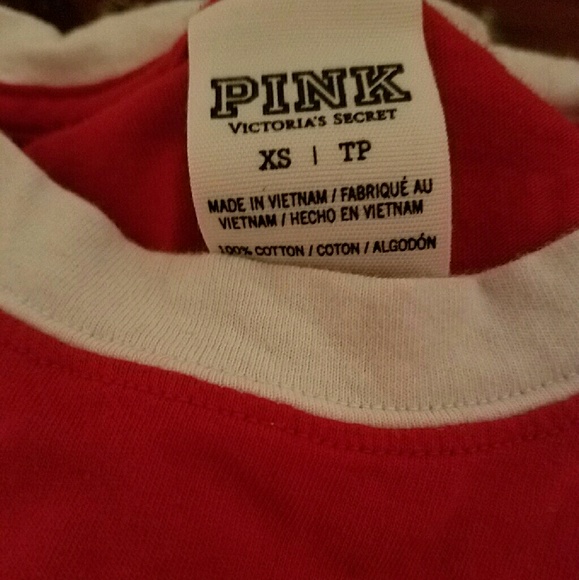 PINK
VICTORIA'S SECRET
XS | TP
MADE IN VIETNAM / FABRIQUÉ AU
VIETNAM / HECHO EN VIETNAM
100% COTTON / COTON / ALGODÓN